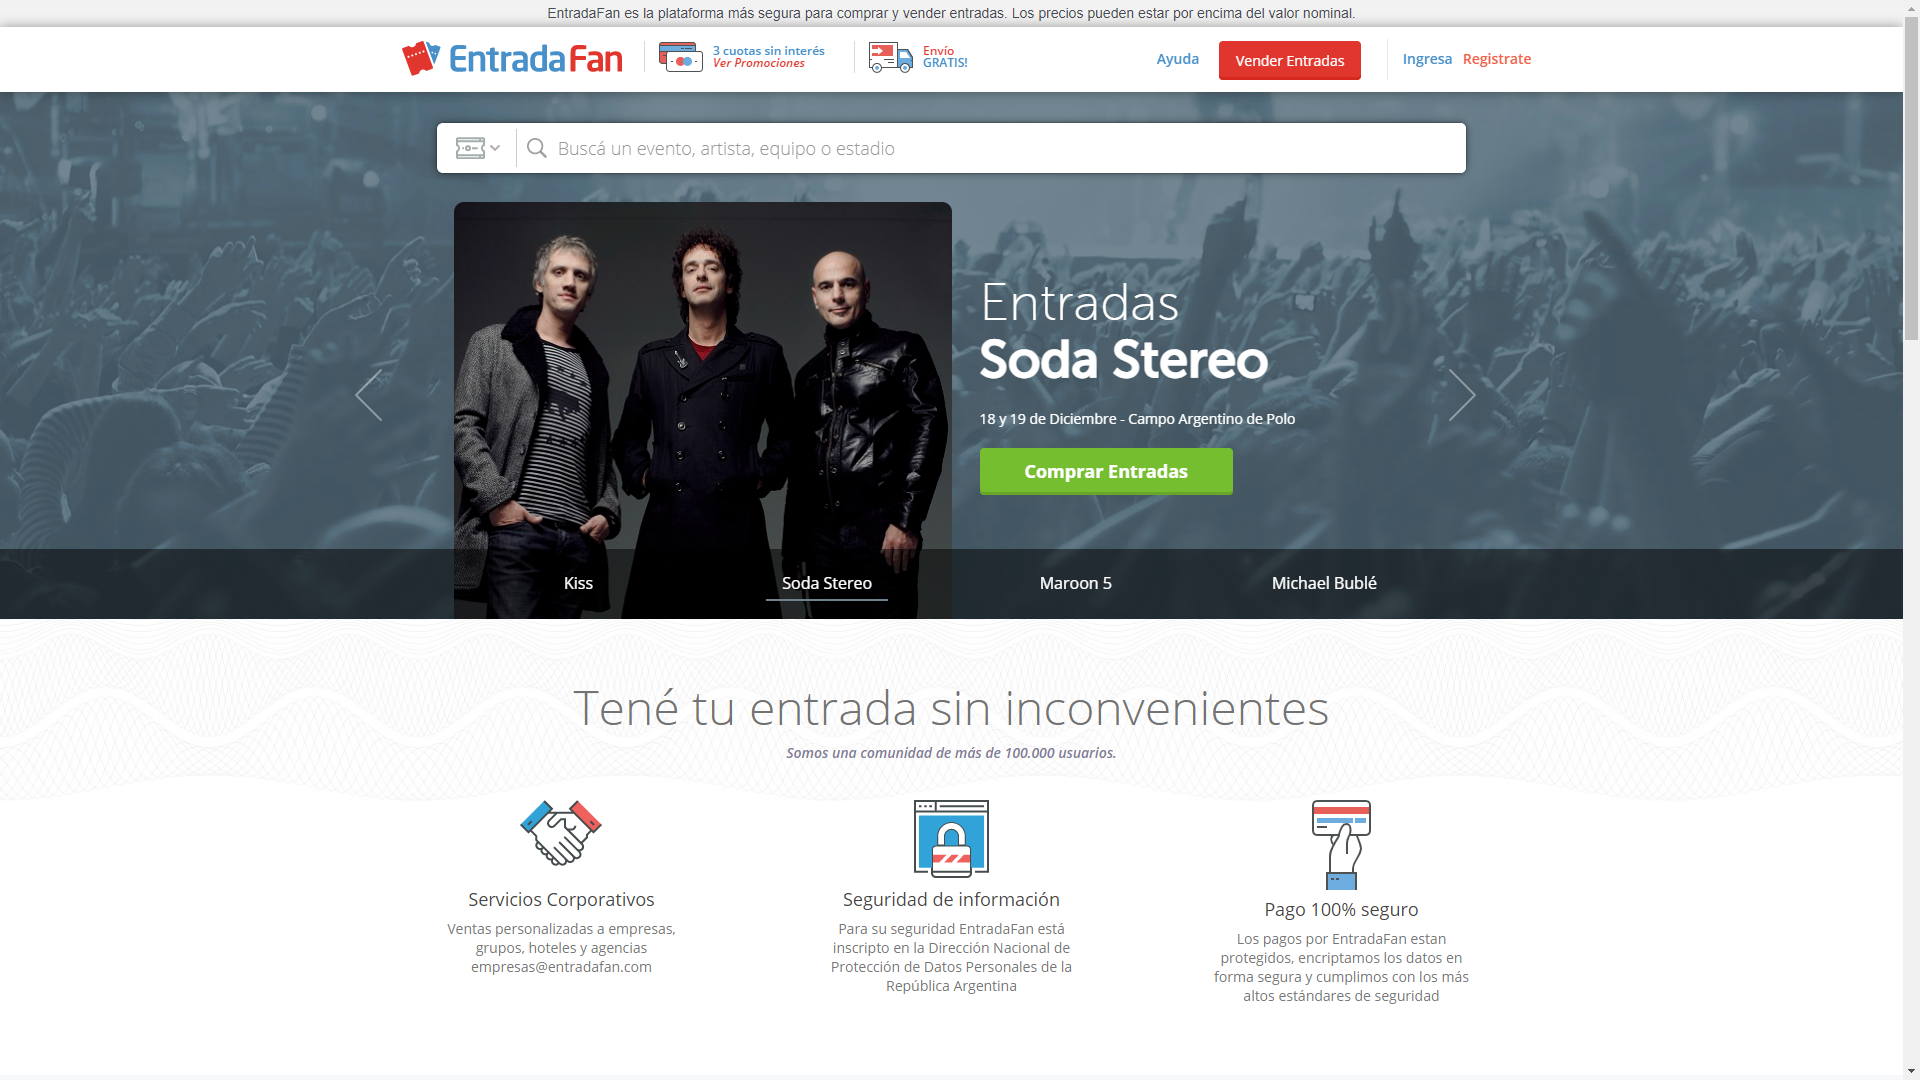 EntradaFan es la plataforma más segura para comprar y vender entradas. Los precios pueden estar por encima del valor nominal.
EntradaFan
3 cuotas sin interés
Ver Promociones
Envío
GRATIS!
Ayuda
Vender Entradas
Ingresa
Registrate
Buscá un evento, artista, equipo o estadio
Entradas
Soda Stereo
18 y 19 de Diciembre - Campo Argentino de Polo
Comprar Entradas
Kiss
Soda Stereo
Maroon 5
Michael Bublé
Tené tu entrada sin inconvenientes
Somos una comunidad de más de 100.000 usuarios.
Servicios Corporativos
Ventas personalizadas a empresas,
grupos, hoteles y agencias
empresas@entradafan.com
Seguridad de información
Para su seguridad EntradaFan está
inscripto en la Dirección Nacional de
Protección de Datos Personales de la
República Argentina
Pago 100% seguro
Los pagos por EntradaFan estan
protegidos, encriptamos los datos en
forma segura y cumplimos con los más
altos estándares de seguridad